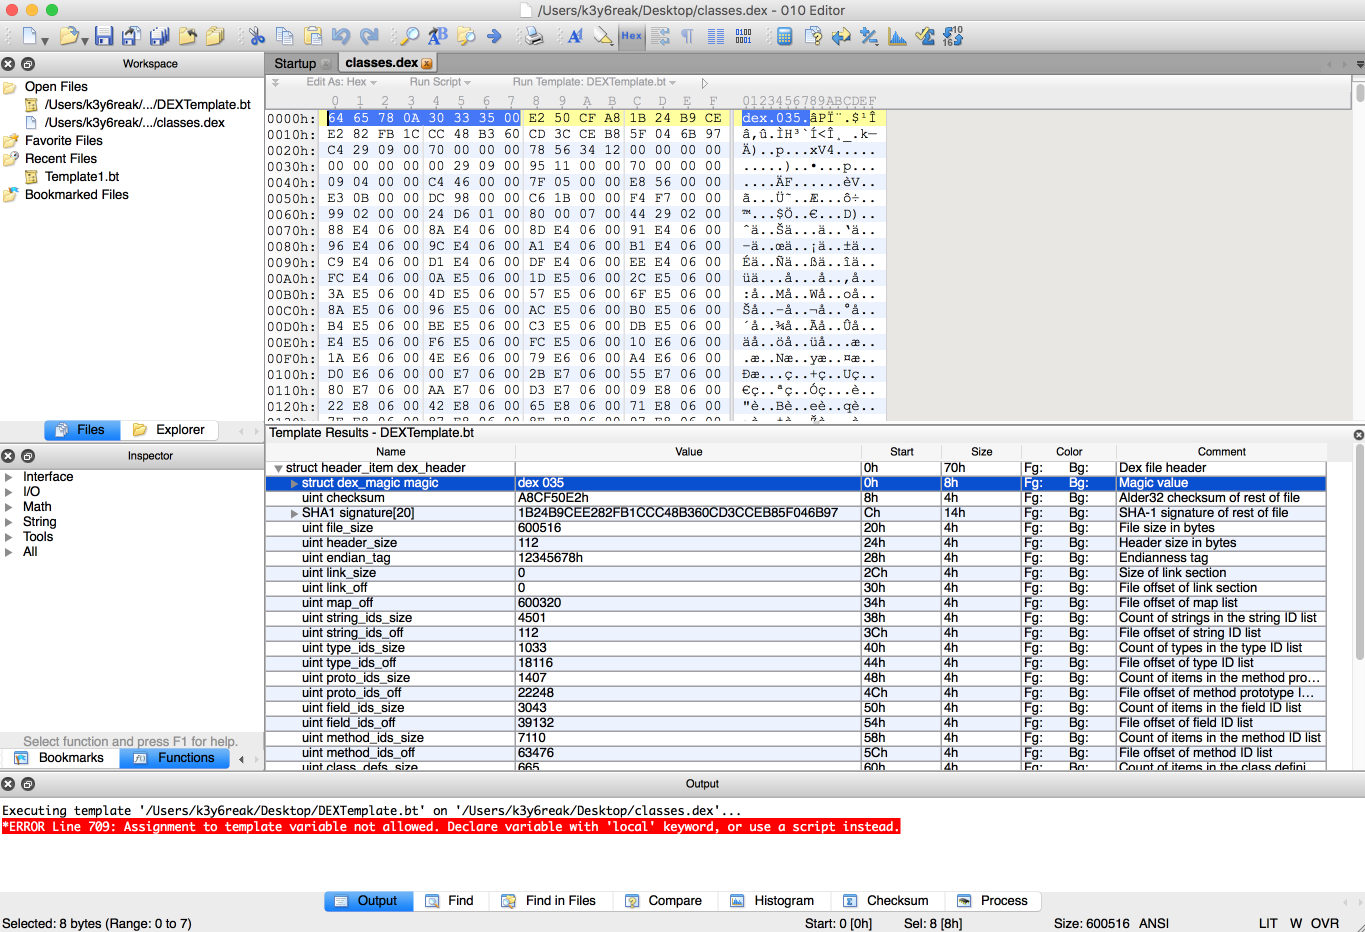 /Users/k3y6reak/Desktop/classes.dex - 010 Editor
Hex
Workspace
Startup
classes.dex
Open Files
/Users/k3y6reak/.../DEXTemplate.bt
/Users/k3y6reak/.../classes.dex
Favorite Files
Recent Files
Template1.bt
Bookmarked Files
Files
Explorer
Edit As: Hex
Run Script
Run Template: DEXTemplate.bt
0 1 2 3 4 5 6 7 8 9 A B C D E F 0123456789ABCDEF
0000h: 64 65 78 0A 30 33 35 00 E2 50 CF A8 1B 24 B9 CE dex.035.âPÏ¨.$¹Î
0010h: E2 82 FB 1C CC 48 B3 60 CD 3C CE B8 5F 04 6B 97 â‚û.ÌH³`Í<Î¸_.k—
0020h: C4 29 09 00 70 00 00 00 78 56 34 12 00 00 00 00 Ä)..p...xV4.....
0030h: 00 00 00 00 00 29 09 00 95 11 00 00 70 00 00 00 .....)..•...p...
0040h: 09 04 00 00 C4 46 00 00 7F 05 00 00 E8 56 00 00 ....ÄF......èV..
0050h: E3 0B 00 00 DC 98 00 00 C6 1B 00 00 F4 F7 00 00 ã...Ü˜..Æ...ô÷..
0060h: 99 02 00 00 24 D6 01 00 80 00 07 00 44 29 02 00 ™...$Ö..€...D)..
0070h: 88 E4 06 00 8A E4 06 00 8D E4 06 00 91 E4 06 00 ˆä..Šä...ä..‘ä..
0080h: 96 E4 06 00 9C E4 06 00 A1 E4 06 00 B1 E4 06 00 –ä..œä..¡ä..±ä..
0090h: C9 E4 06 00 D1 E4 06 00 DF E4 06 00 EE E4 06 00 Éä..Ñä..ßä..îä..
00A0h: FC E4 06 00 0A E5 06 00 1D E5 06 00 2C E5 06 00 üä...å...å..,å..
00B0h: 3A E5 06 00 4D E5 06 00 57 E5 06 00 6F E5 06 00 :å..Må..Wå..oå..
00C0h: 8A E5 06 00 96 E5 06 00 AC E5 06 00 B0 E5 06 00 Šå..–å..¬å..°å..
00D0h: B4 E5 06 00 BE E5 06 00 C3 E5 06 00 DB E5 06 00 ´å..¾å..Ãå..Ûå..
00E0h: E4 E5 06 00 F6 E5 06 00 FC E5 06 00 10 E6 06 00 äå..öå..üå...æ..
00F0h: 1A E6 06 00 4E E6 06 00 79 E6 06 00 A4 E6 06 00 .æ..Næ..yæ..¤æ..
0100h: D0 E6 06 00 00 E7 06 00 2B E7 06 00 55 E7 06 00 Ðæ...ç..+ç..Uç..
0110h: 80 E7 06 00 AA E7 06 00 D3 E7 06 00 09 E8 06 00 €ç..ªç..Óç...è..
0120h: 22 E8 06 00 42 E8 06 00 65 E8 06 00 71 E8 06 00 "è..Bè..eè..qè..
Inspector
Interface
I/O
Math
String
Tools
All
Select function and press F1 for help.
Bookmarks
Functions
Template Results - DEXTemplate.bt
Name Value Start Size Color Comment
struct header_item dex_header 0h 70h Fg: Bg: Dex file header
struct dex_magic magic dex 035 0h 8h Fg: Bg: Magic value
uint checksum A8CF50E2h 8h 4h Fg: Bg: Alder32 checksum of rest of file
SHA1 signature[20] 1B24B9CEE282FB1CCC48B360CD3CCEB85F046B97 Ch 14h Fg: Bg: SHA-1 signature of rest of file
uint file_size 600516 20h 4h Fg: Bg: File size in bytes
uint header_size 112 24h 4h Fg: Bg: Header size in bytes
uint endian_tag 12345678h 28h 4h Fg: Bg: Endianness tag
uint link_size 0 2Ch 4h Fg: Bg: Size of link section
uint link_off 0 30h 4h Fg: Bg: File offset of link section
uint map_off 600320 34h 4h Fg: Bg: File offset of map list
uint string_ids_size 4501 38h 4h Fg: Bg: Count of strings in the string ID list
uint string_ids_off 112 3Ch 4h Fg: Bg: File offset of string ID list
uint type_ids_size 1033 40h 4h Fg: Bg: Count of types in the type ID list
uint type_ids_off 18116 44h 4h Fg: Bg: File offset of type ID list
uint proto_ids_size 1407 48h 4h Fg: Bg: Count of items in the method pro...
uint proto_ids_off 22248 4Ch 4h Fg: Bg: File offset of method prototype I...
uint field_ids_size 3043 50h 4h Fg: Bg: Count of items in the field ID list
uint field_ids_off 39132 54h 4h Fg: Bg: File offset of field ID list
uint method_ids_size 7110 58h 4h Fg: Bg: Count of items in the method ID list
uint method_ids_off 63476 5Ch 4h Fg: Bg: File offset of method ID list
uint class_defs_size 665 60h 4h Fg: Bg: Count of items in the class defini...
Output
Executing template '/Users/k3y6reak/Desktop/DEXTemplate.bt' on '/Users/k3y6reak/Desktop/classes.dex'...
*ERROR Line 709: Assignment to template variable not allowed. Declare variable with 'local' keyword, or use a script instead.
Output
Find
Find in Files
Compare
Histogram
Checksum
Process
Selected: 8 bytes (Range: 0 to 7) Start: 0 [0h] Sel: 8 [8h] Size: 600516 ANSI LIT W OVR